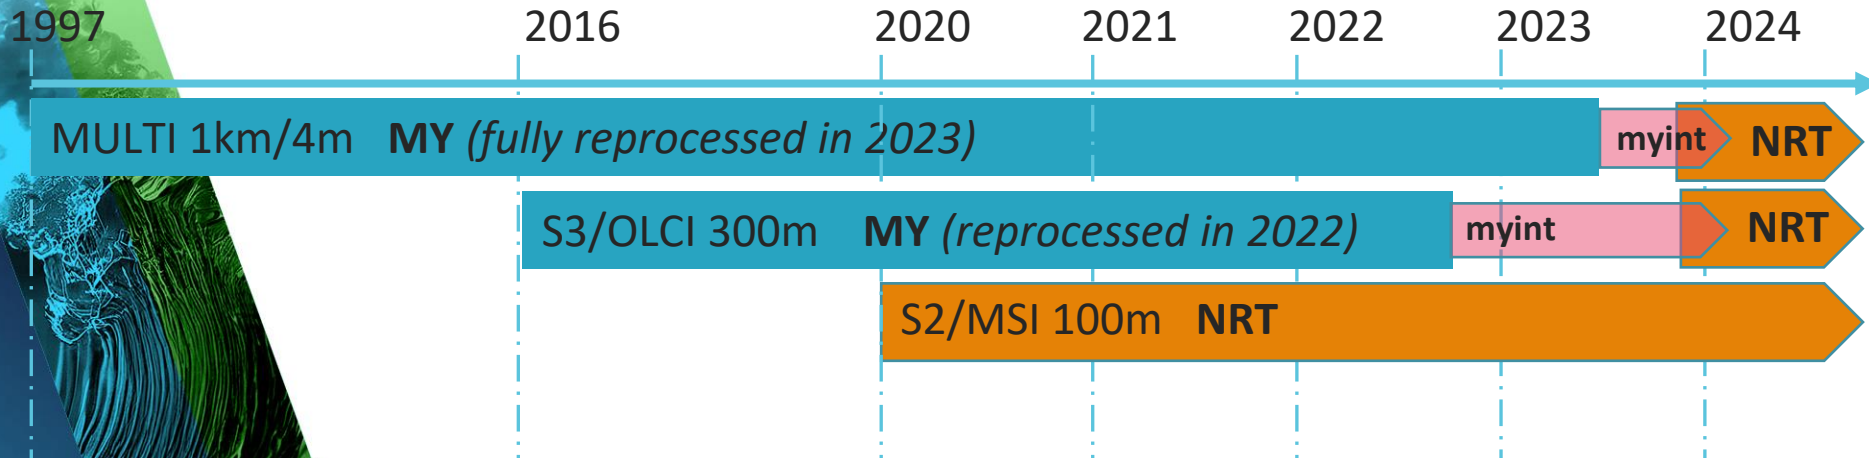 1997 2016 2020 2021 2022 2023 2024
MULTI 1km/4m MY (fully reprocessed in 2023) myint NRT
S3/OLCI 300m MY (reprocessed in 2022) myint NRT
S2/MSI 100m NRT